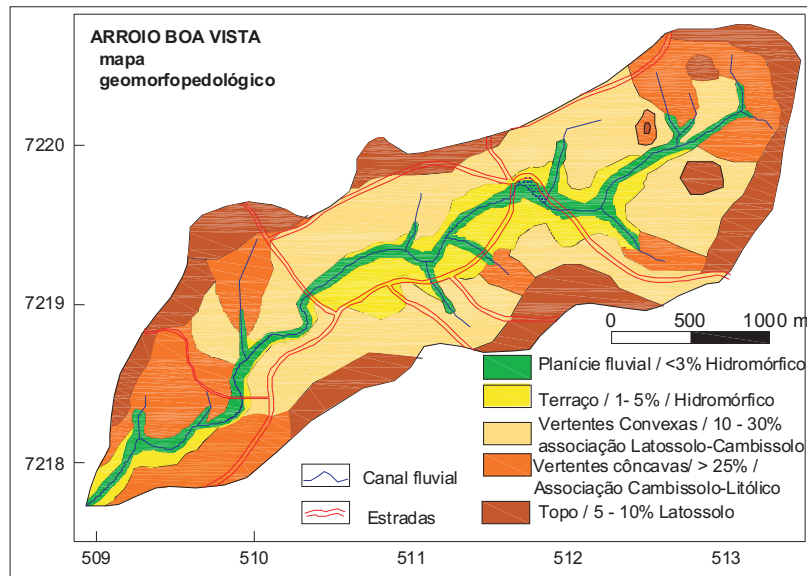 ARROIO BOA VISTA
mapa
geomorfopedológico
7220
7219
7218
509
510
511
512
513
0 500 1000 m
Planície fluvial / <3% Hidromórfico
Terraço / 1- 5% / Hidromórfico
Vertentes Convexas / 10 - 30%
associação Latossolo-Cambissolo
Vertentes côncavas/ > 25% /
Associação Cambissolo-Litólico
Topo / 5 - 10% Latossolo
Canal fluvial
Estradas